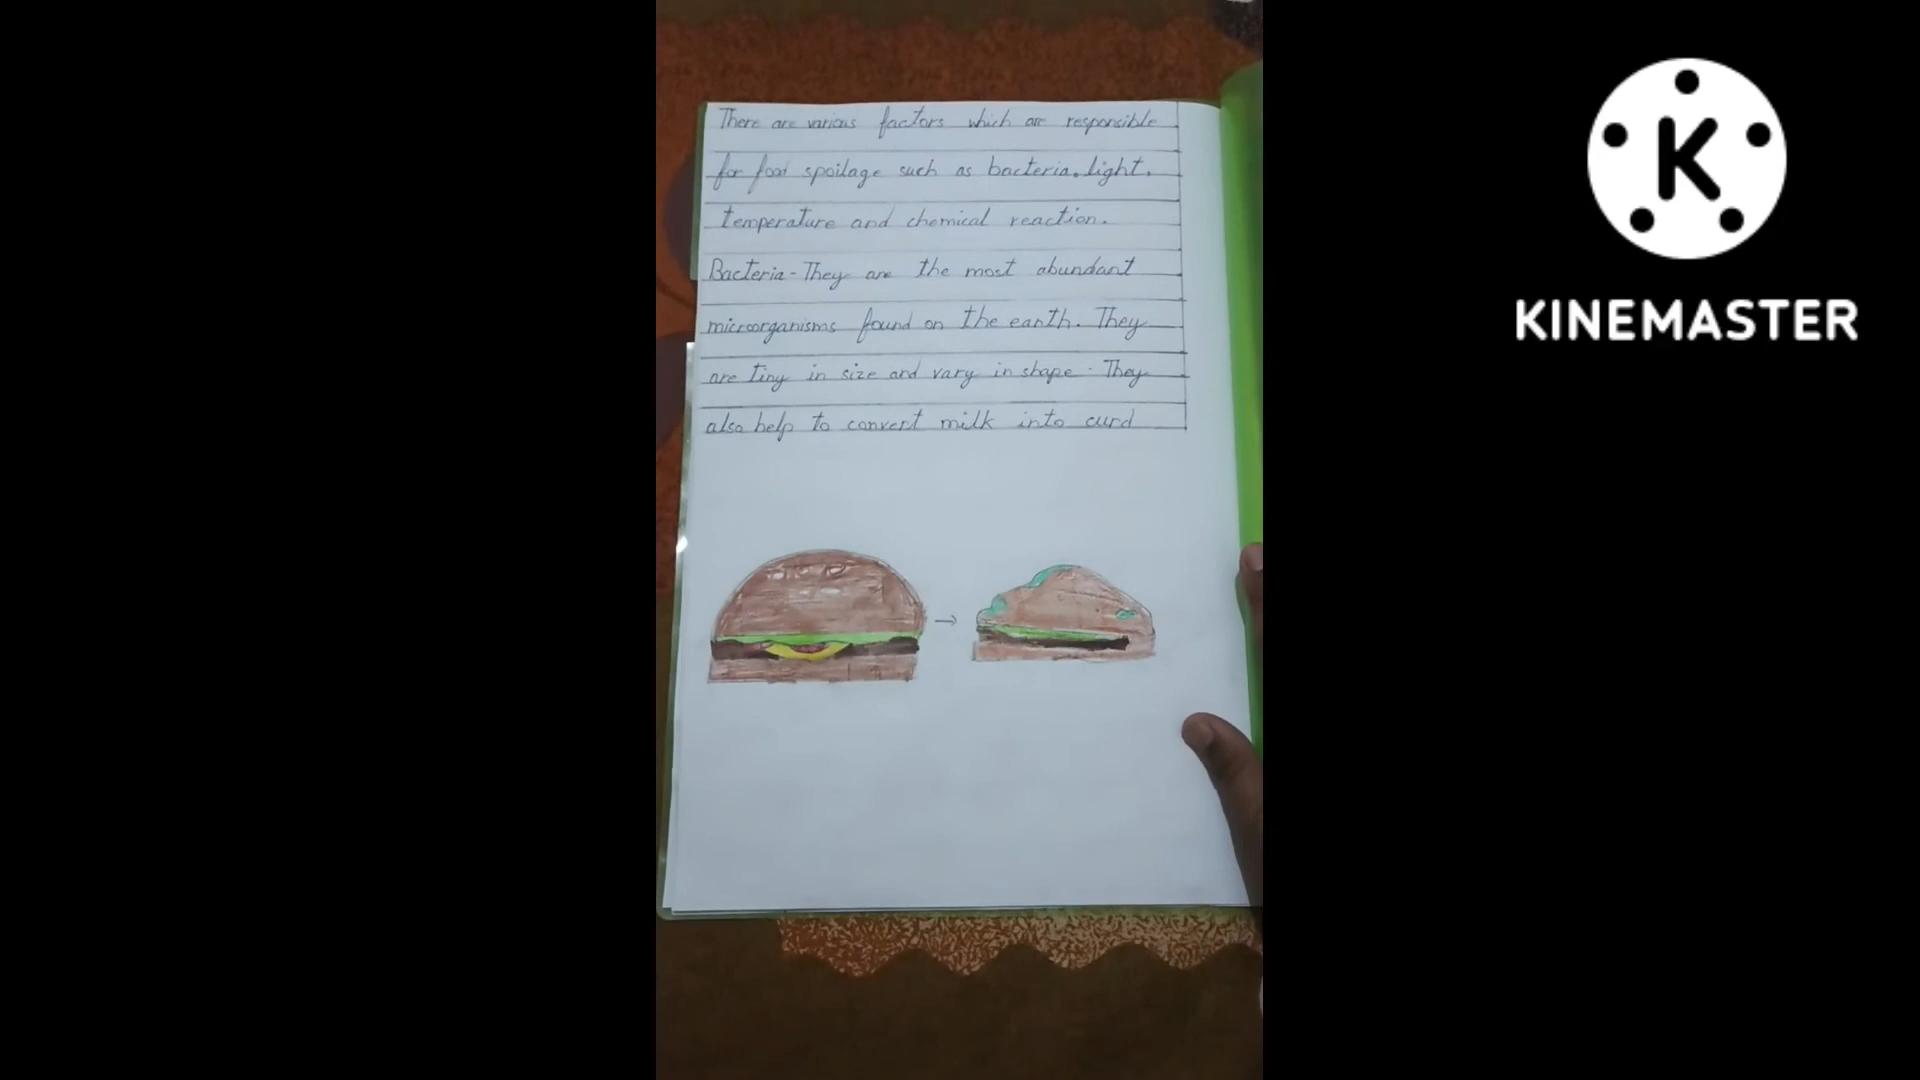 There are various factors which are responsible
for food spoilage such as bacteria, light,
temperature and chemical reaction.
Bacteria - They are the most abundant
microorganisms found on the earth. They
are tiny in size and vary in shape. They
also help to convert milk into curd
KINEMASTER